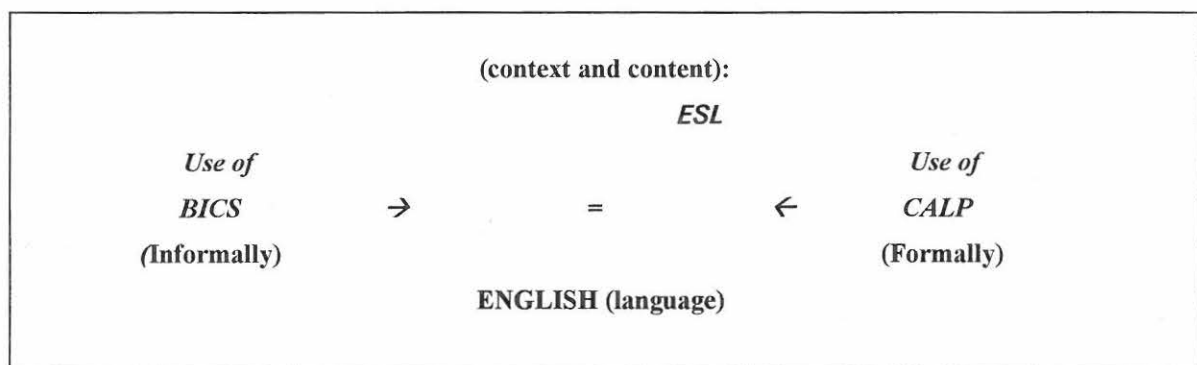 (context and content):
ESL
Use of Use of
BICS → = ← CALP
(Informally) (Formally)
ENGLISH (language)